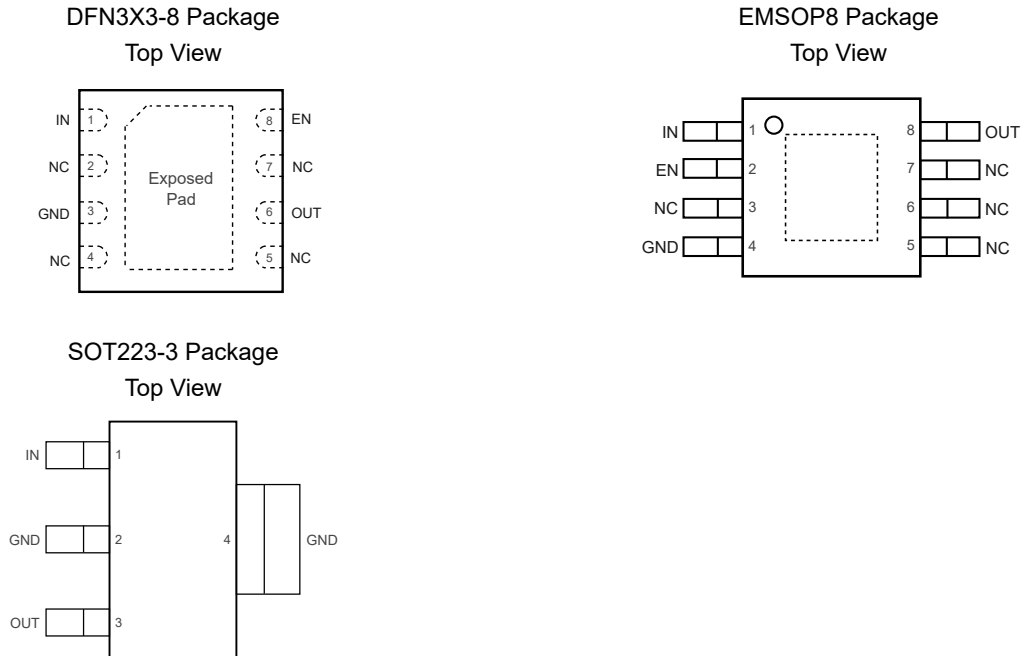 DFN3X3-8 Package
Top View
IN 1 8 EN
NC 2 7 NC
Exposed
Pad
GND 3 6 OUT
NC 4 5 NC
EMSOP8 Package
Top View
IN 1 8 OUT
EN 2 7 NC
NC 3 6 NC
GND 4 5 NC
SOT223-3 Package
Top View
IN 1
GND 2 4 GND
OUT 3